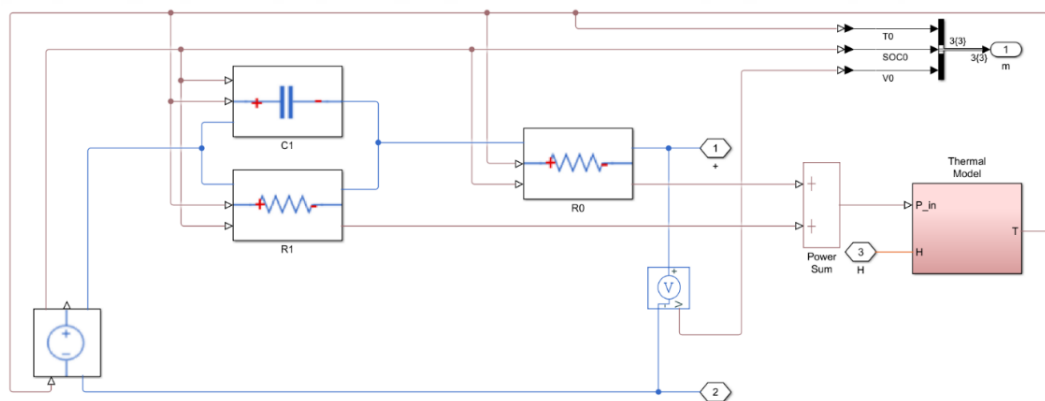 T0
3{3}
SOC0
3{3}
1
m
V0
C1
1
+
R0
Thermal
Model
P_in
T
H
R1
Power
Sum
3
H
V
2